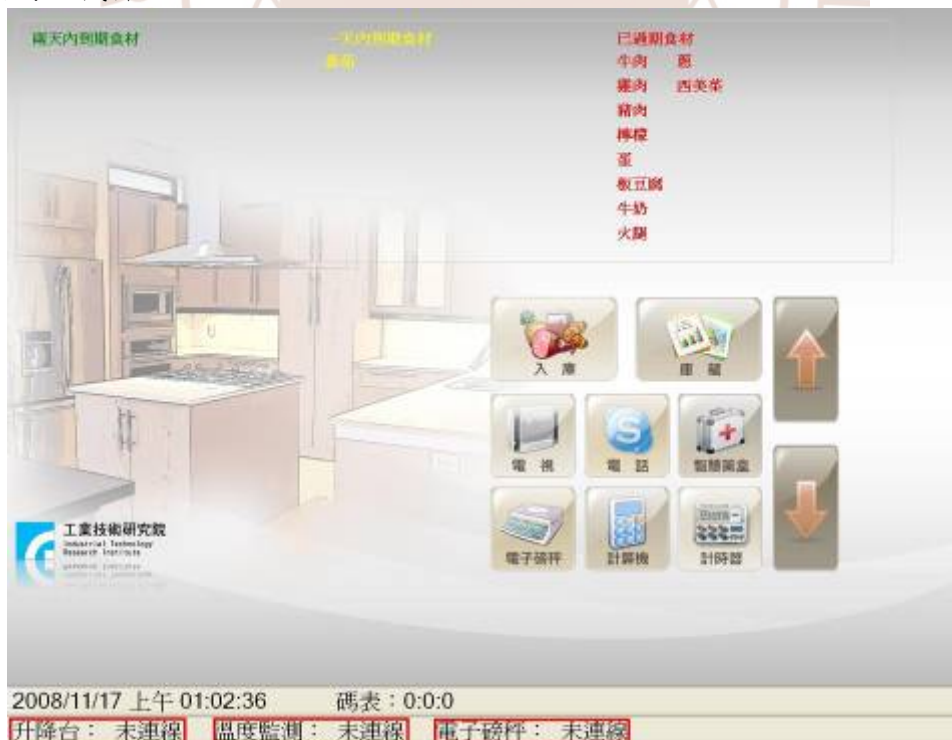 兩天內到期食材
一天內到期食材
已過期食材
牛肉 蔥
雞肉 西芙菜
豬肉
檸檬
蛋
板豆腐
牛奶
火腿
入庫
庫藏
電視
電話
智慧藥盒
電子磅秤
計算機
計時器
工業技術研究院
Industrial Technology
Research Institute
2008/11/17 上午 01:02:36 碼表：0:0:0
升降台： 未連線 溫度監測： 未連線 電子磅秤： 未連線